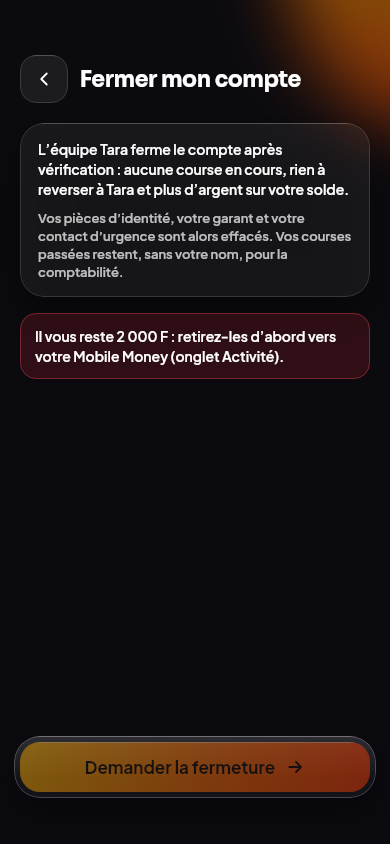 Fermer mon compte
L’équipe Tara ferme le compte après
vérification : aucune course en cours, rien à
reverser à Tara et plus d’argent sur votre solde.
Vos pièces d’identité, votre garant et votre
contact d’urgence sont alors effacés. Vos courses
passées restent, sans votre nom, pour la
comptabilité.
Il vous reste 2 000 F : retirez-les d’abord vers
votre Mobile Money (onglet Activité).
Demander la fermeture →